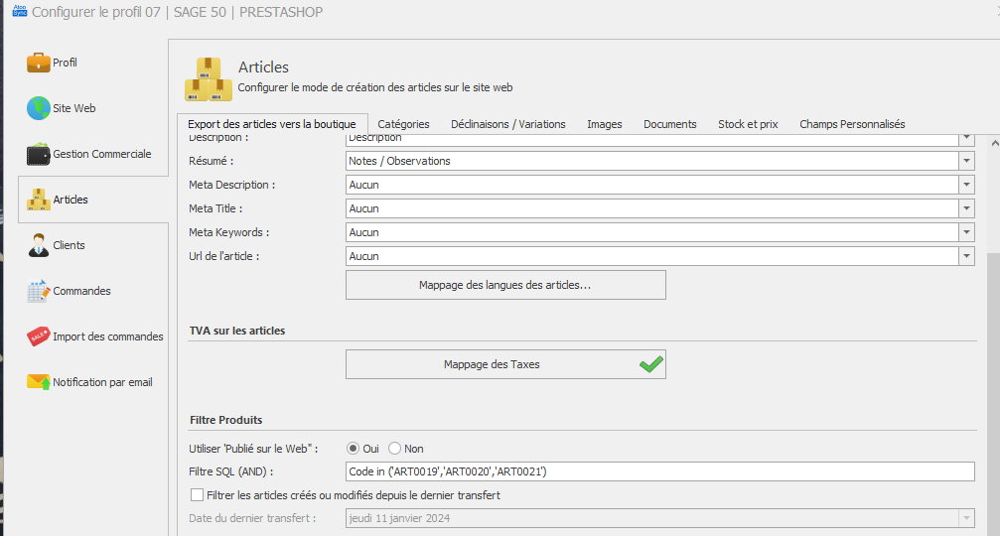 Atoo
Sync
Configurer le profil 07 | SAGE 50 | PRESTASHOP
Profil
Site Web
Gestion Commerciale
Articles
Clients
Commandes
SALE
Import des commandes
Notification par email
Articles
Configurer le mode de création des articles sur le site web
Export des articles vers la boutique Catégories Déclinaisons / Variations Images Documents Stock et prix Champs Personnalisés
Description : Description
Résumé : Notes / Observations
Meta Description : Aucun
Meta Title : Aucun
Meta Keywords : Aucun
Url de l'article : Aucun
Mappage des langues des articles...
TVA sur les articles
Mappage des Taxes
Filtre Produits
Utiliser 'Publié sur le Web" : Oui Non
Filtre SQL (AND) : Code in ('ART0019','ART0020','ART0021')
Filtrer les articles créés ou modifiés depuis le dernier transfert
Date du dernier transfert : jeudi 11 janvier 2024